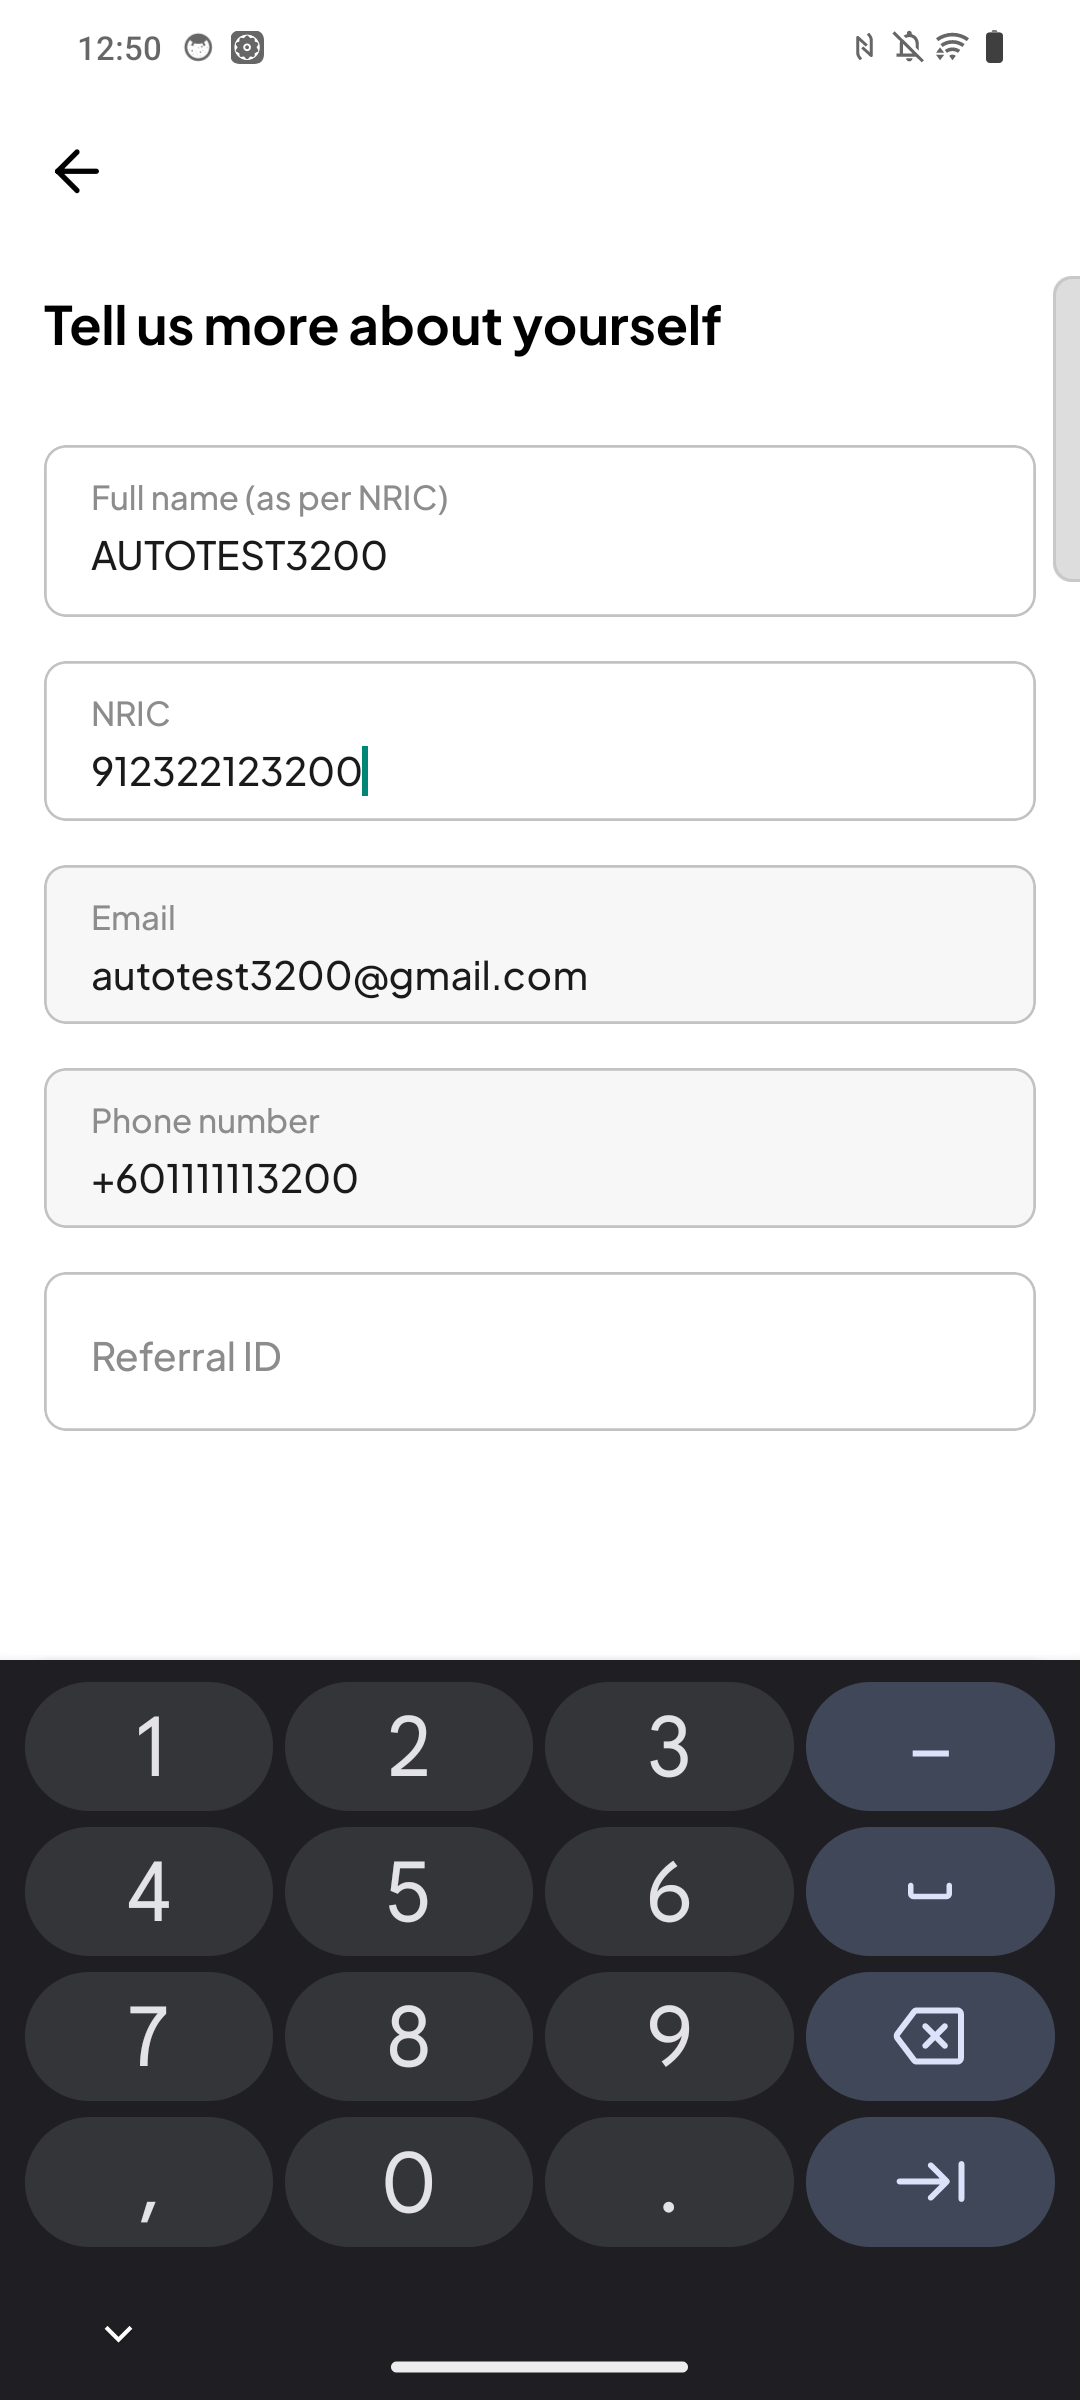 12:50
Tell us more about yourself
Full name (as per NRIC)
AUTOTEST3200
NRIC
912322123200
Email
autotest3200@gmail.com
Phone number
+601111113200
Referral ID
1 2 3 –
4 5 6
7 8 9
, 0 .